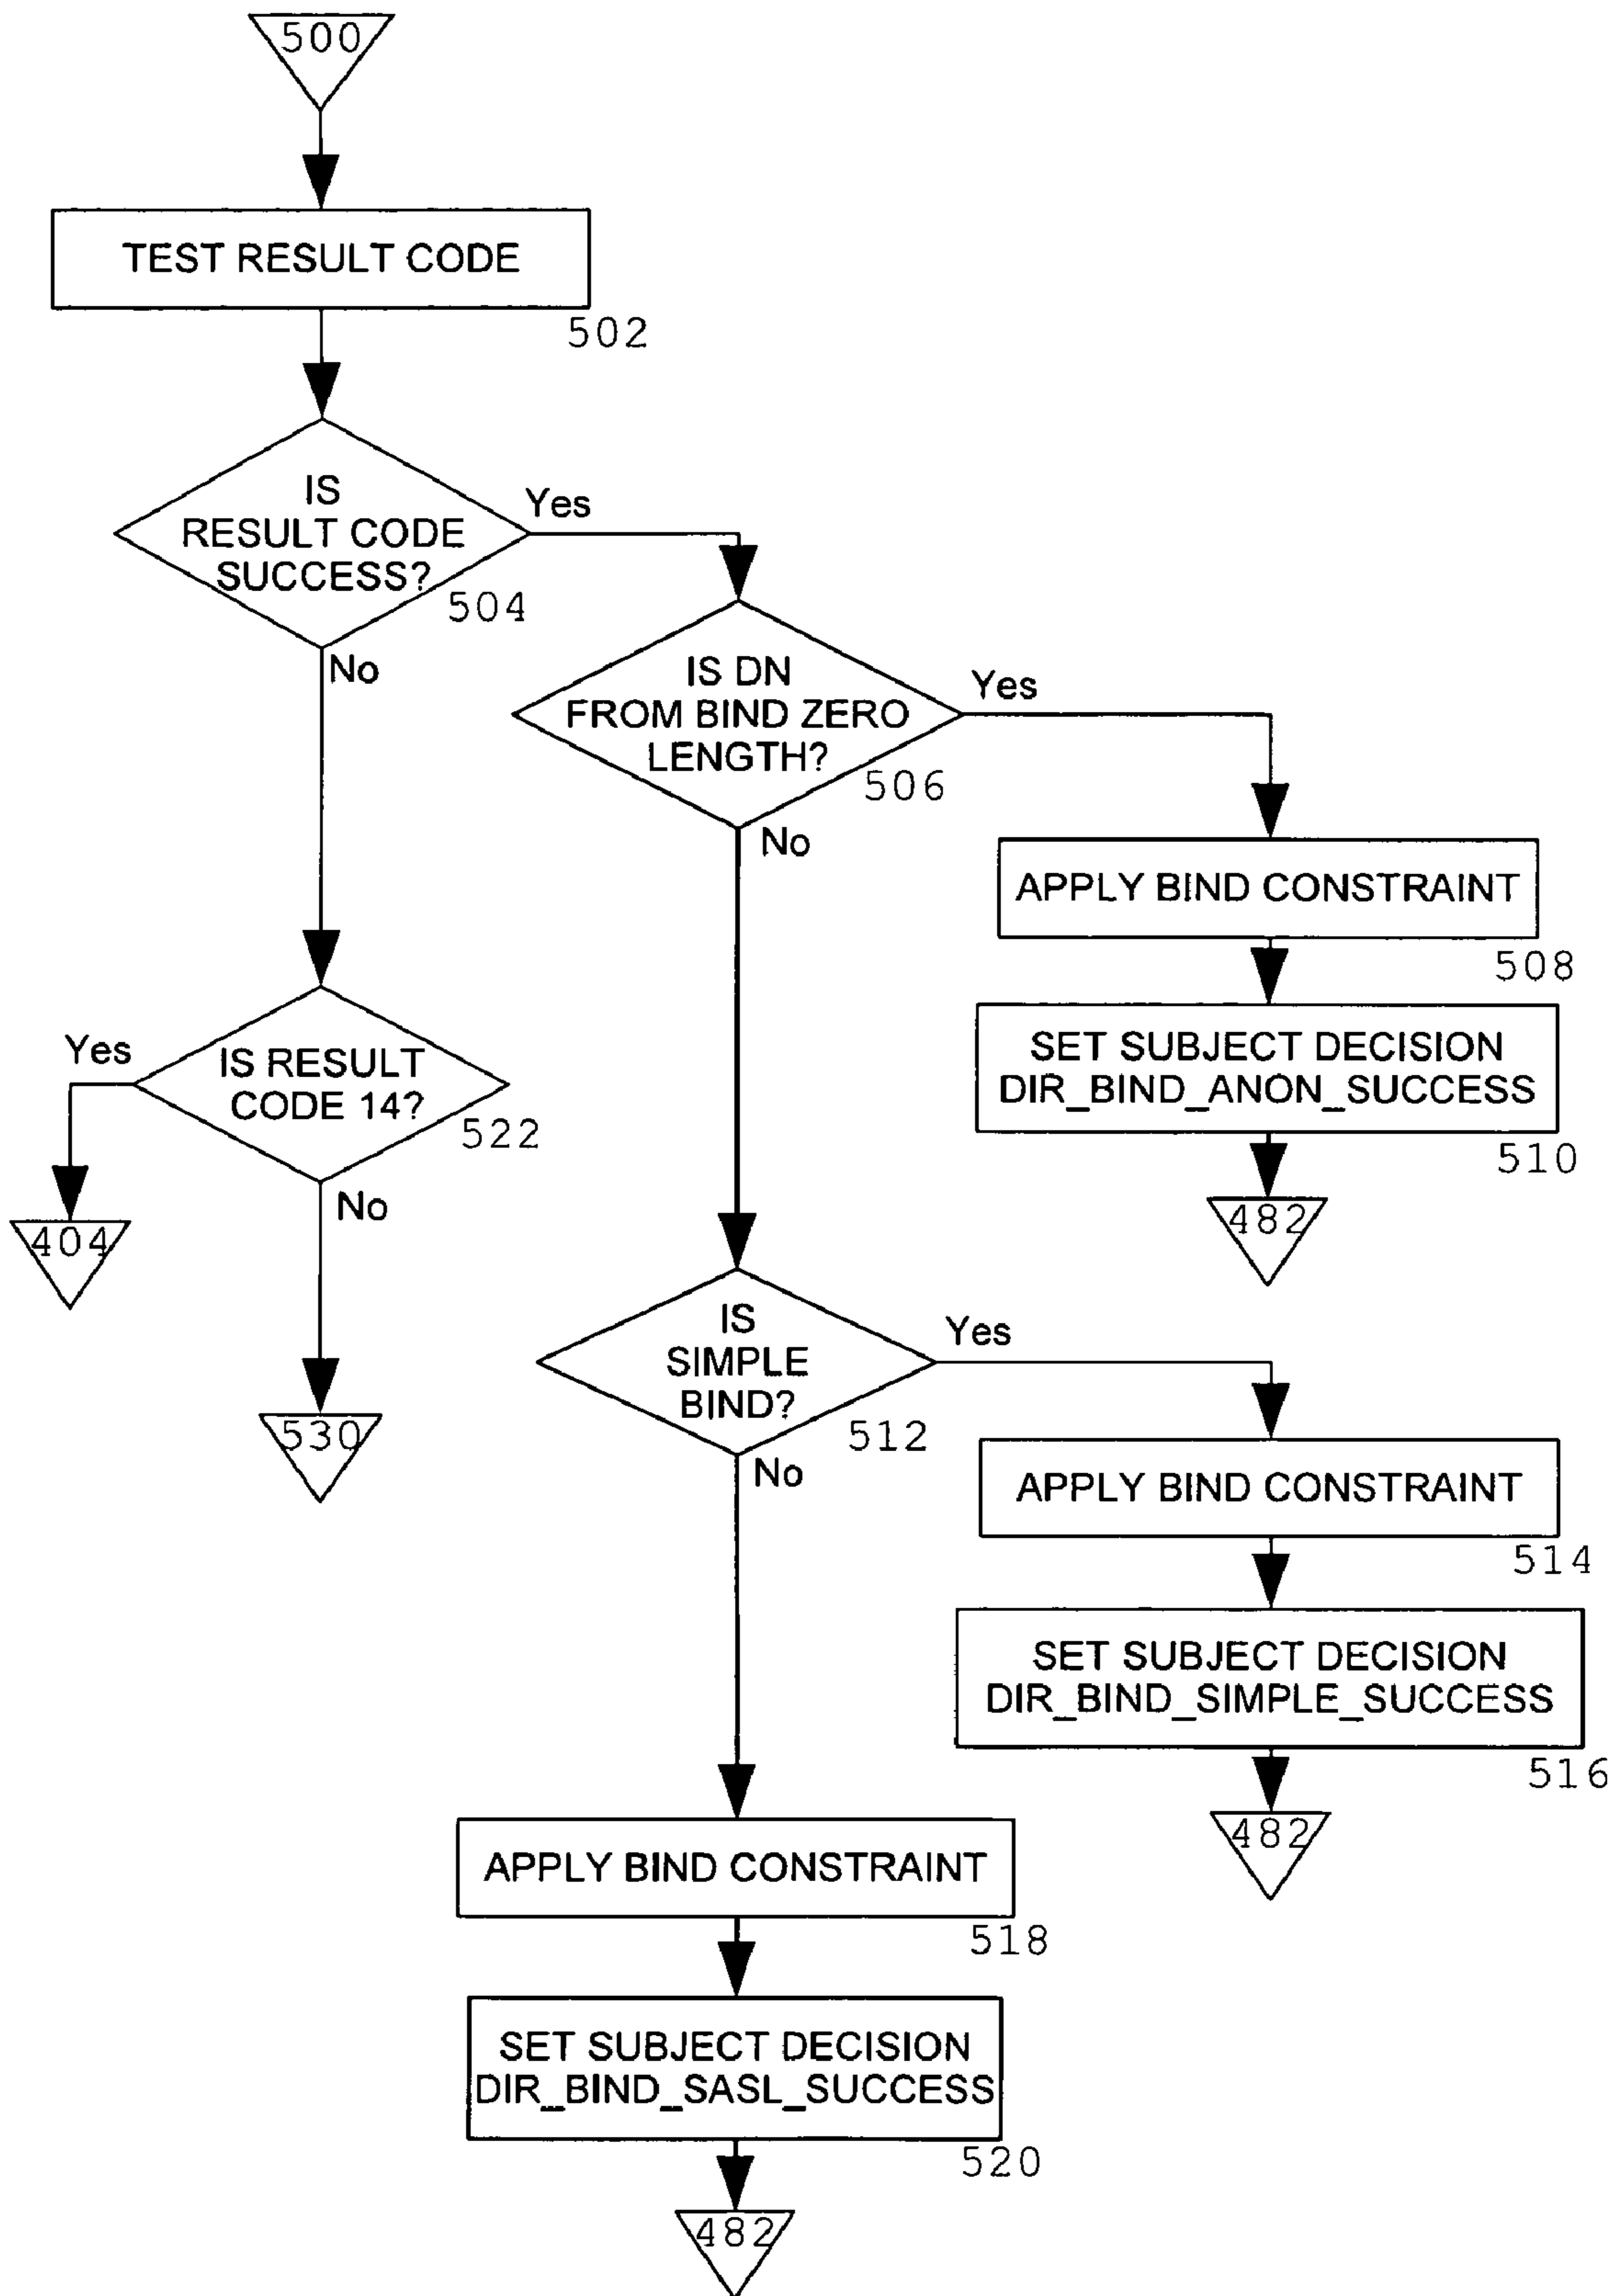 500
TEST RESULT CODE
502
IS
RESULT CODE
SUCCESS?
504
Yes
No
IS DN
FROM BIND ZERO
LENGTH?
506
Yes
No
APPLY BIND CONSTRAINT
508
SET SUBJECT DECISION
DIR_BIND_ANON_SUCCESS
510
482
IS RESULT
CODE 14?
522
Yes
No
404
530
IS
SIMPLE
BIND?
512
Yes
No
APPLY BIND CONSTRAINT
514
SET SUBJECT DECISION
DIR_BIND_SIMPLE_SUCCESS
516
482
APPLY BIND CONSTRAINT
518
SET SUBJECT DECISION
DIR_BIND_SASL_SUCCESS
520
482